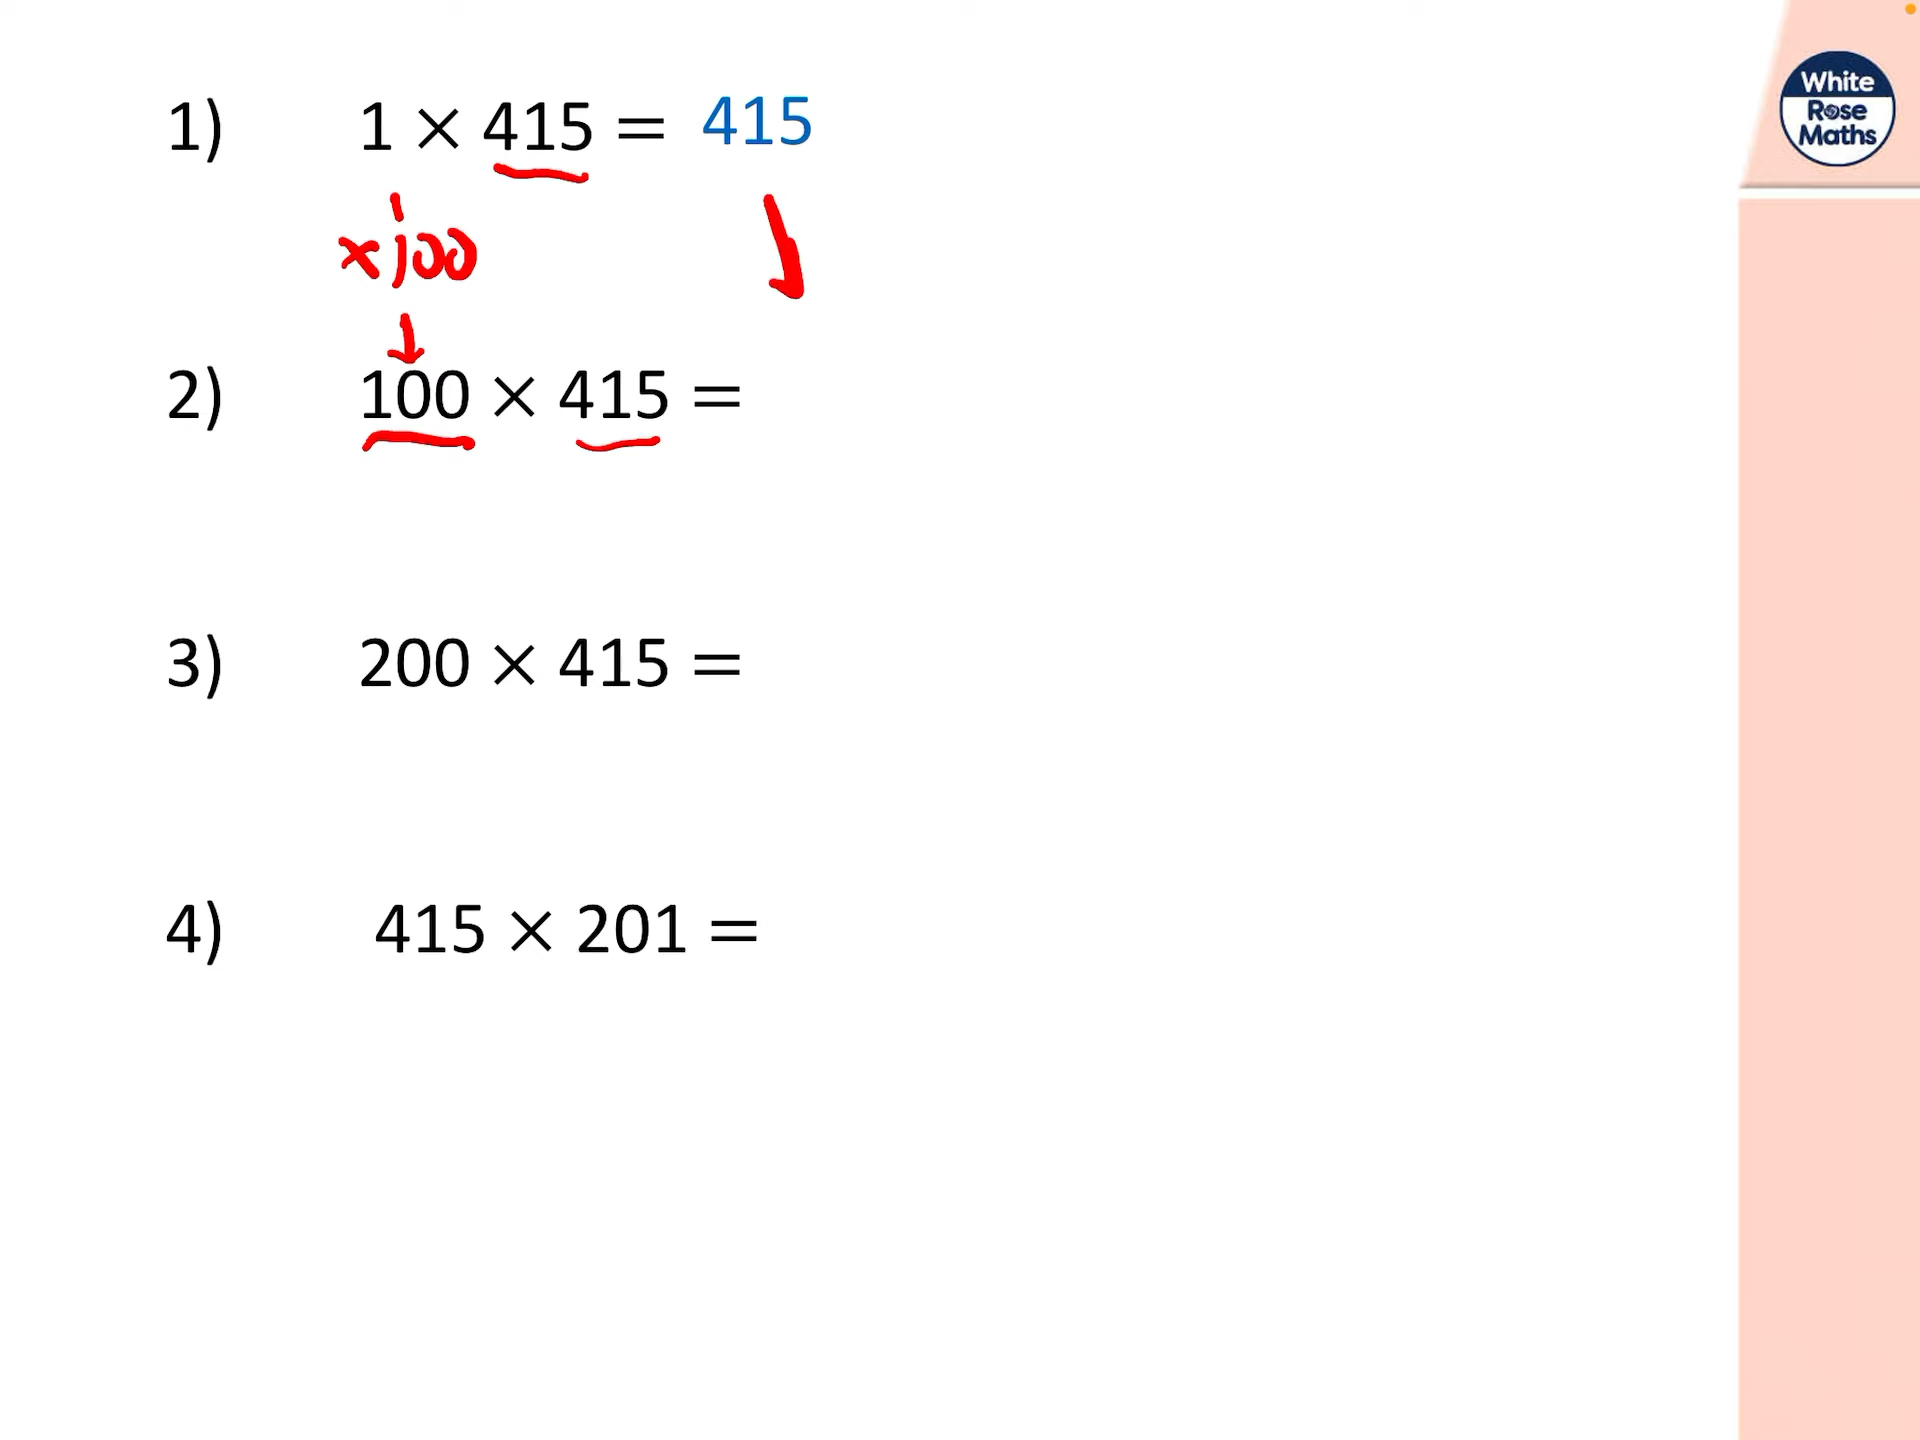 White
Rose
Maths
1) 1 × 415 = 415
×100
2) 100 × 415 =
3) 200 × 415 =
4) 415 × 201 =